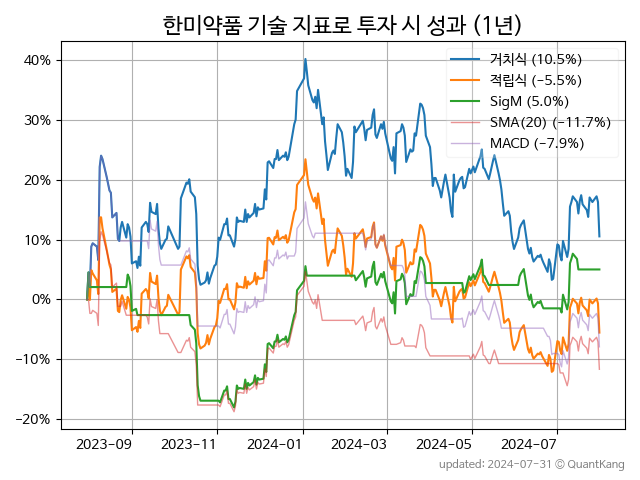 한미약품 기술 지표로 투자 시 성과 (1년)
거치식 (10.5%)
적립식 (−5.5%)
SigM (5.0%)
SMA(20) (−11.7%)
MACD (−7.9%)
40%
30%
20%
10%
0%
−10%
−20%
2023-09 2023-11 2024-01 2024-03 2024-05 2024-07
updated: 2024-07-31 © QuantKang